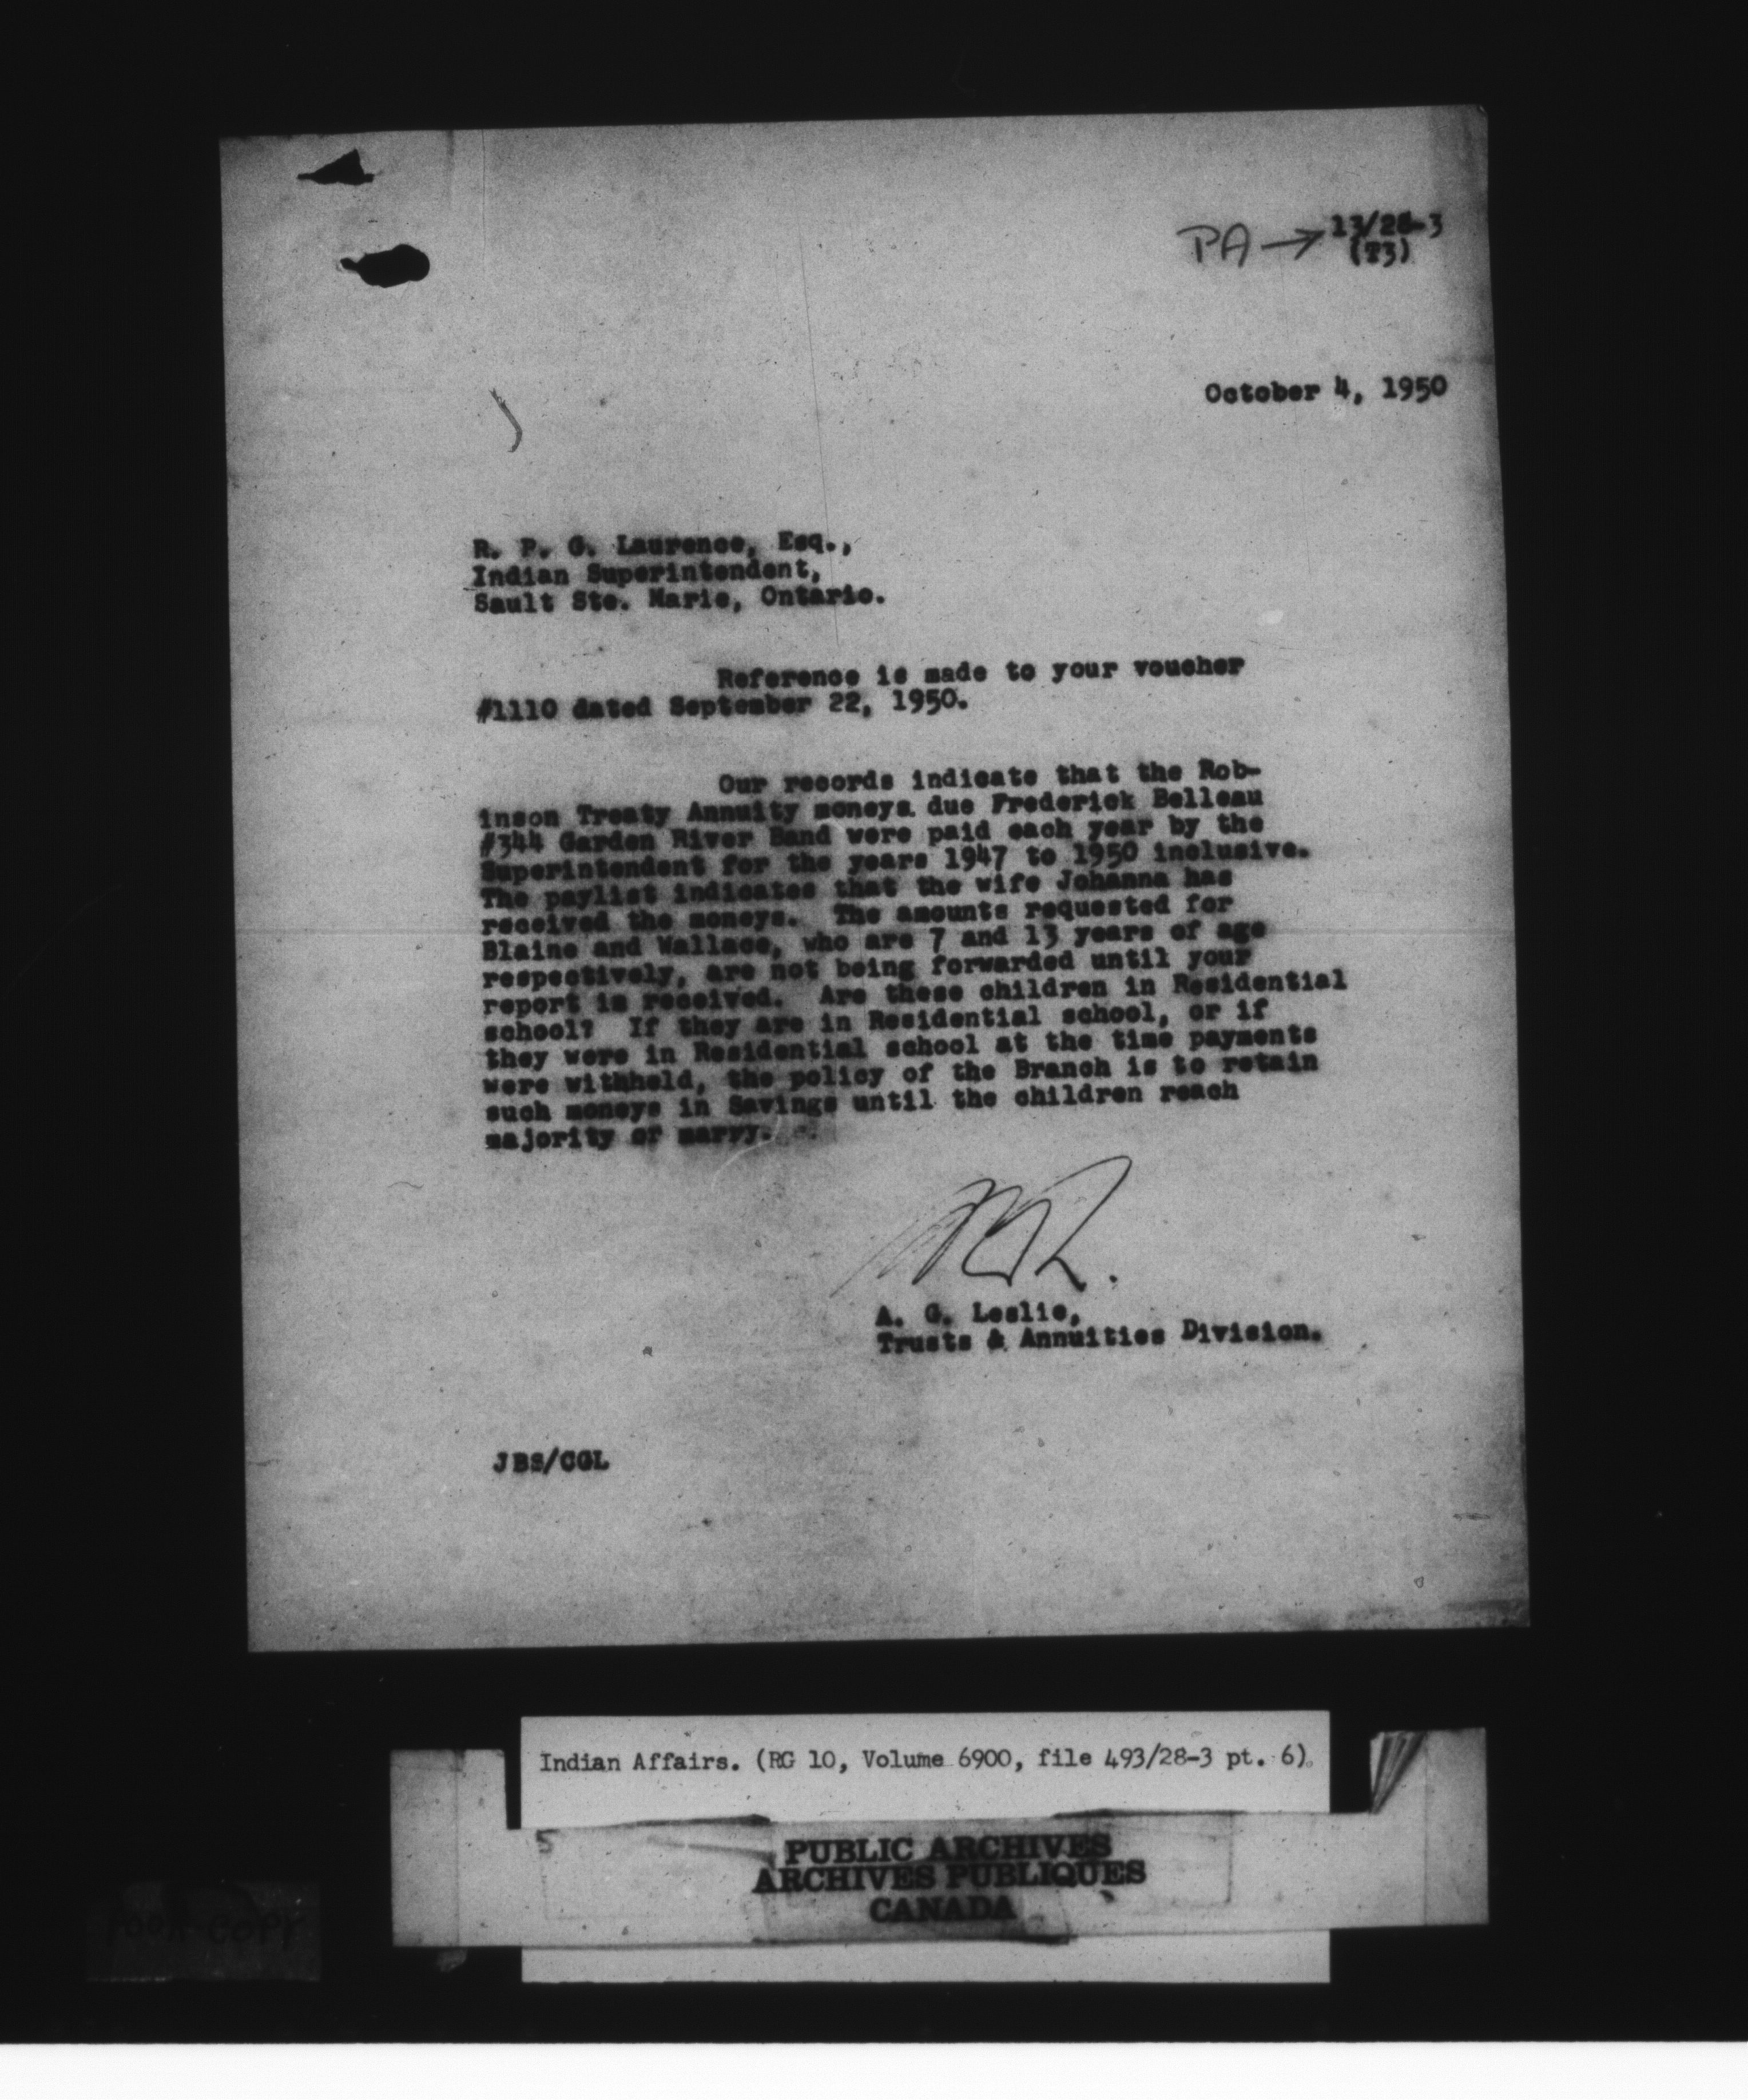 PA → 13/28-3
(T3)
October 4, 1950
R. P. G. Laurence, Esq.,
Indian Superintendent,
Sault Ste. Marie, Ontario.
Reference is made to your voucher
#1110 dated September 22, 1950.
Our records indicate that the Rob-
inson Treaty Annuity moneys due Frederick Belleau
#344 Garden River Band were paid each year by the
Superintendent for the years 1947 to 1950 inclusive.
The paylist indicates that the wife Johanna has
received the moneys. The amounts requested for
Blaine and Wallace, who are 7 and 13 years of age
respectively, are not being forwarded until your
report is received. Are these children in Residential
school? If they are in Residential school, or if
they were in Residential school at the time payments
were withheld, the policy of the Branch is to retain
such moneys in Savings until the children reach
majority or marry.
A. G. Leslie,
Trusts & Annuities Division.
JBS/CGL
Indian Affairs. (RG 10, Volume 6900, file 493/28-3 pt. 6).
PUBLIC ARCHIVES
ARCHIVES PUBLIQUES
CANADA
POOR COPY